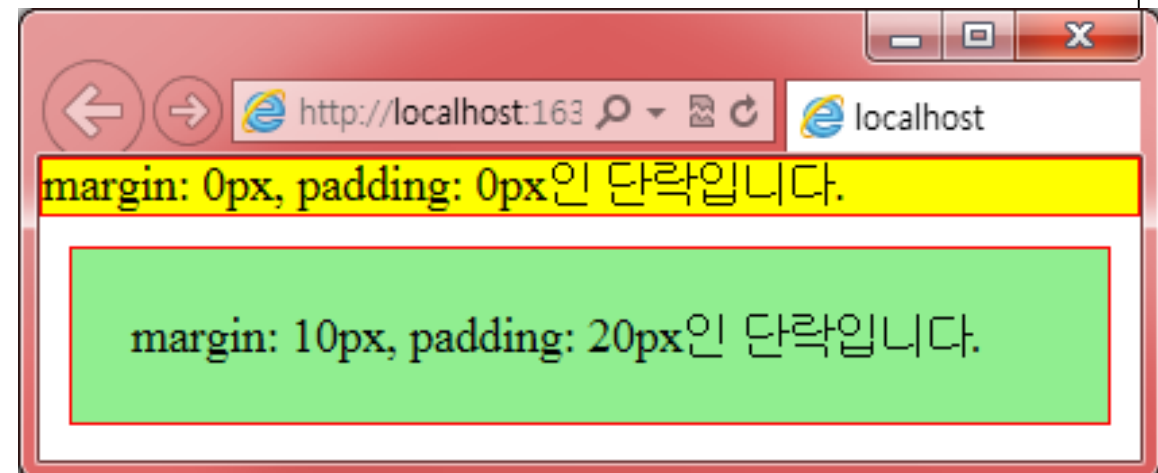 http://localhost:163
localhost
margin: 0px, padding: 0px인 단락입니다.
margin: 10px, padding: 20px인 단락입니다.